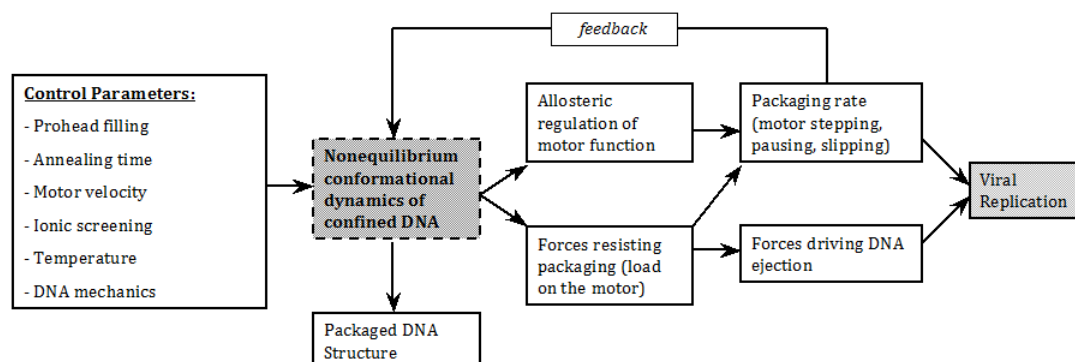 feedback
Control Parameters:
- Prohead filling
- Annealing time
- Motor velocity
- Ionic screening
- Temperature
- DNA mechanics
Nonequilibrium
conformational
dynamics of
confined DNA
Allosteric
regulation of
motor function
Packaging rate
(motor stepping,
pausing, slipping)
Forces resisting
packaging (load
on the motor)
Forces driving DNA
ejection
Viral
Replication
Packaged DNA
Structure